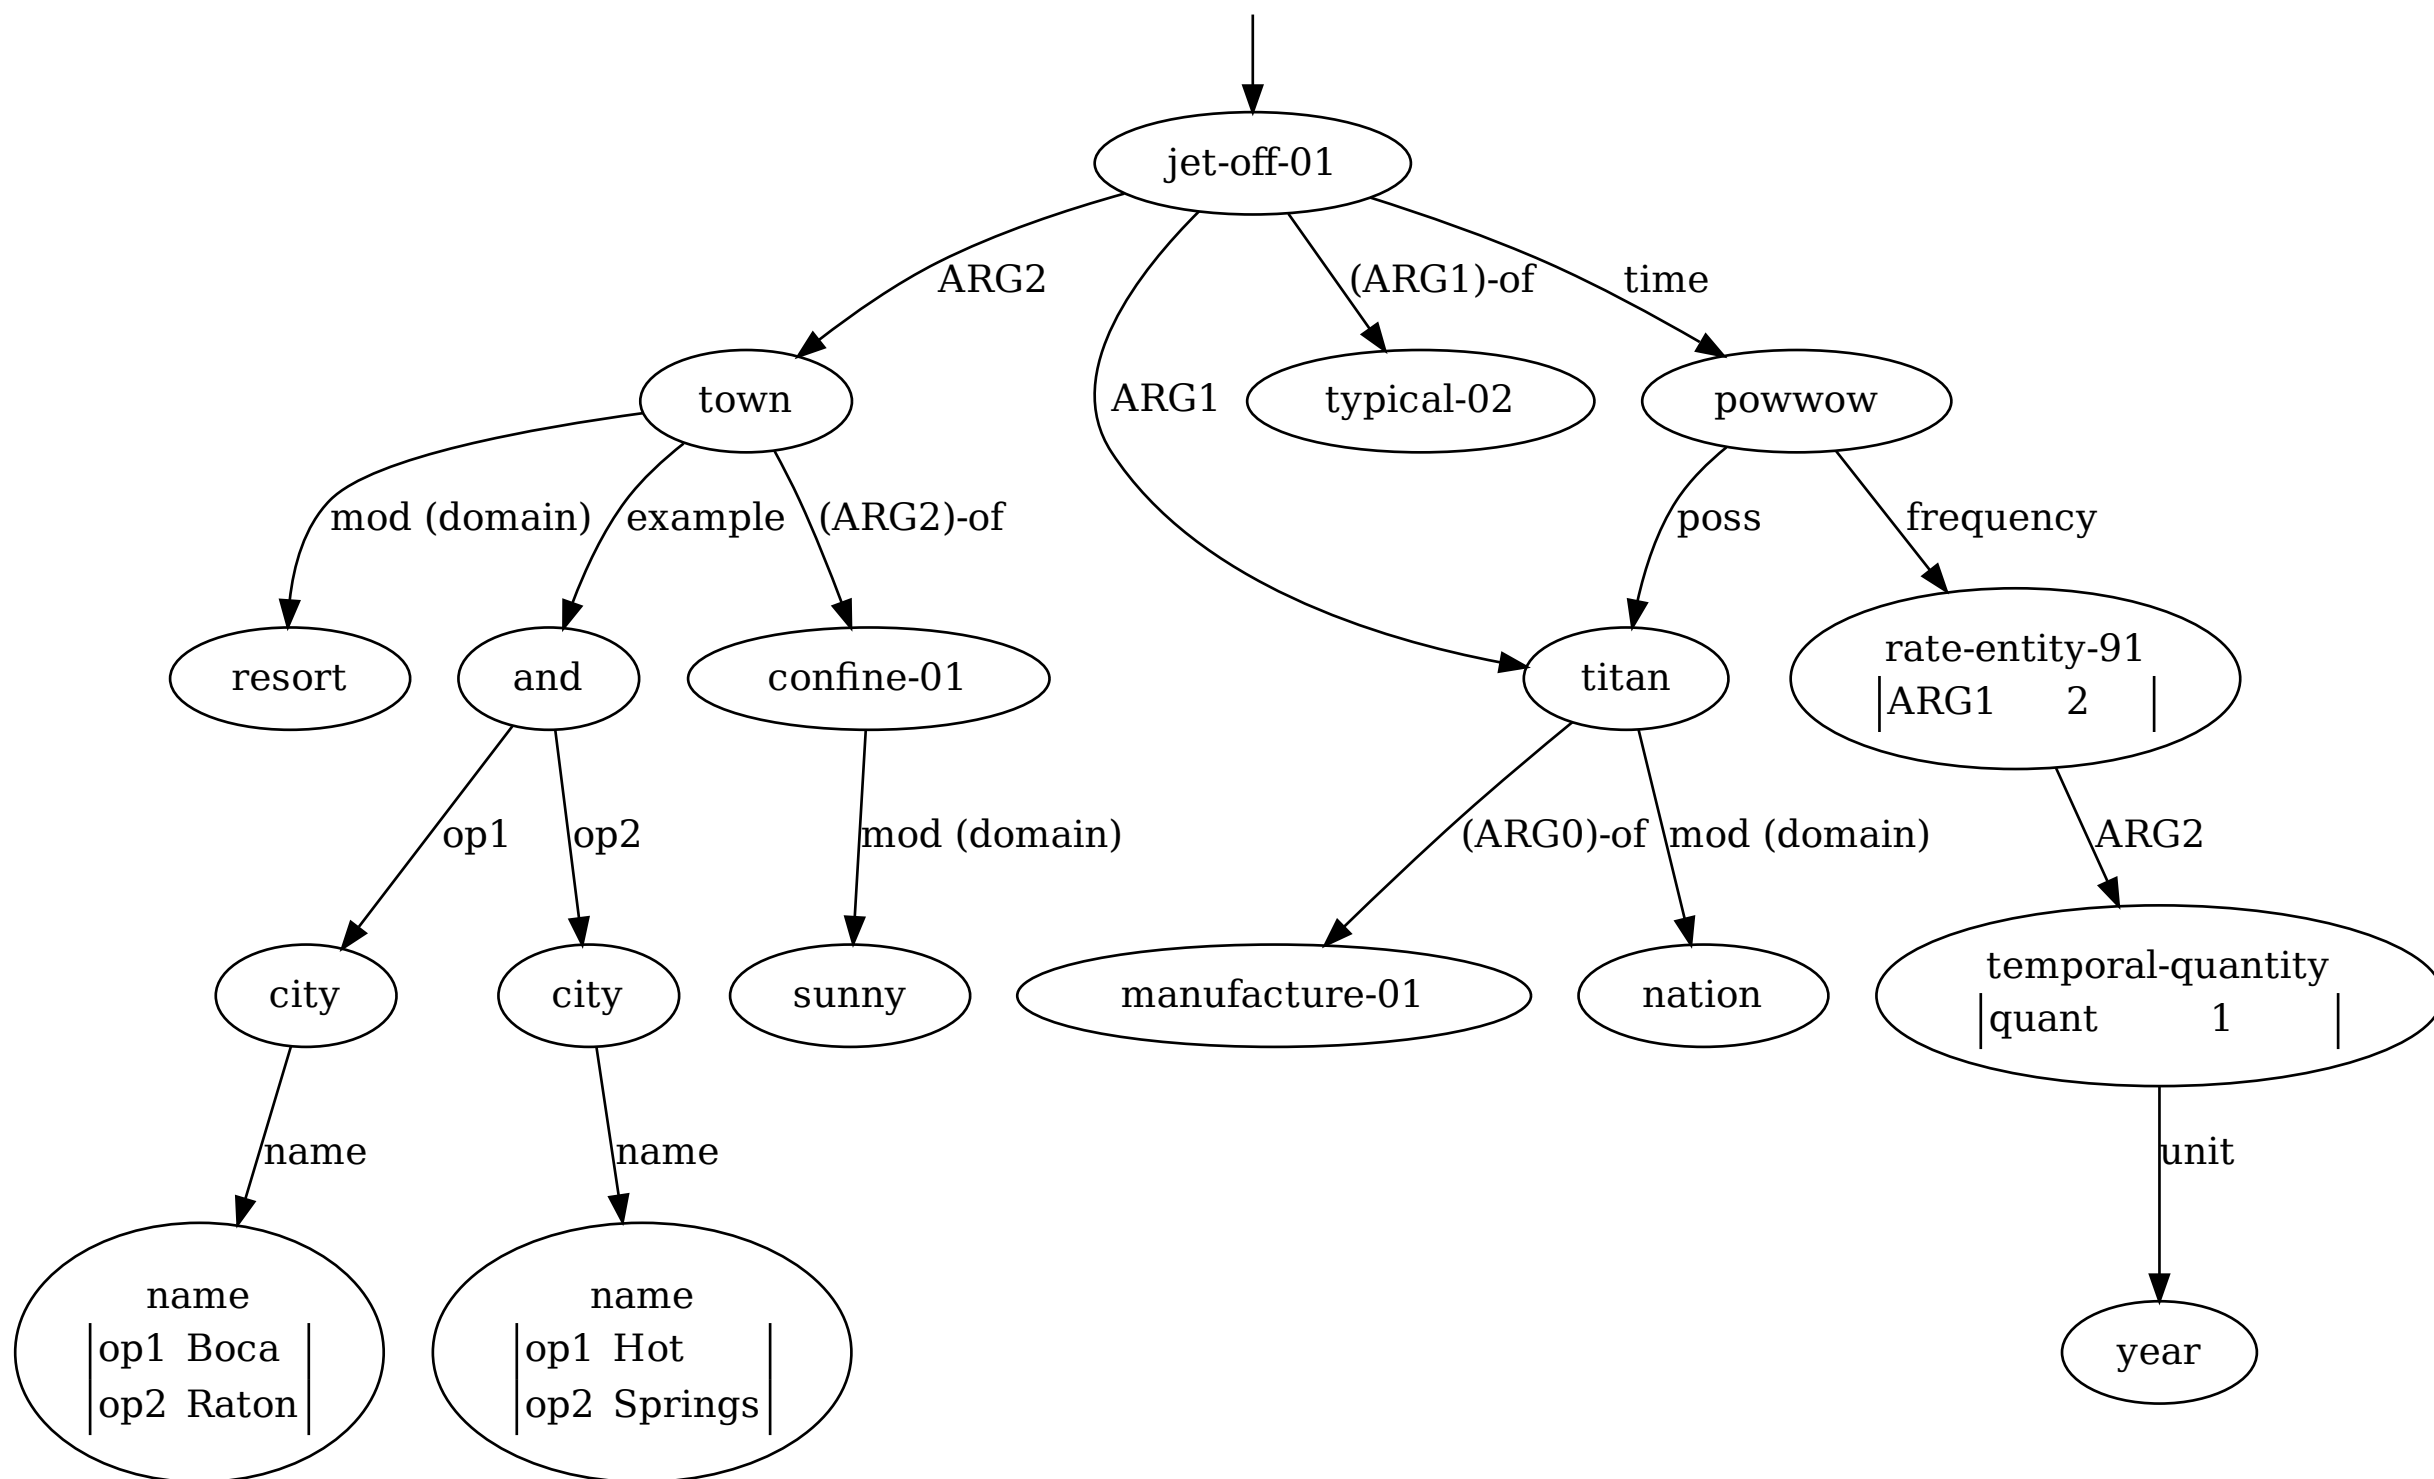 jet-off-01
ARG2
(ARG1)-of
time
town
ARG1
typical-02
powwow
mod (domain)
example
(ARG2)-of
poss
frequency
resort
and
confine-01
titan
rate-entity-91
ARG1 2
op1
op2
mod (domain)
(ARG0)-of
mod (domain)
ARG2
city
city
sunny
manufacture-01
nation
temporal-quantity
quant 1
name
name
unit
name
op1 Boca
op2 Raton
name
op1 Hot
op2 Springs
year